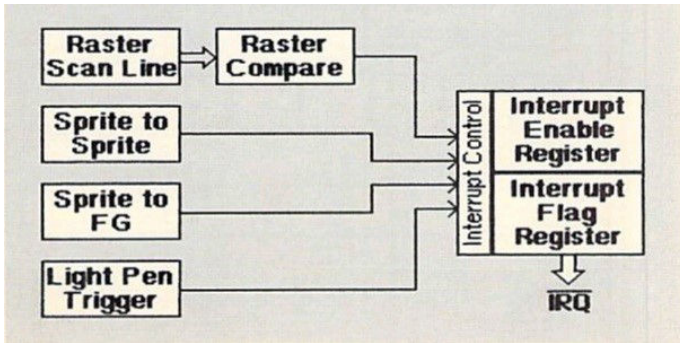 Raster
Scan Line
Raster
Compare
Sprite to
Sprite
Sprite to
FG
Light Pen
Trigger
Interrupt Control
Interrupt
Enable
Register
Interrupt
Flag
Register
IRQ